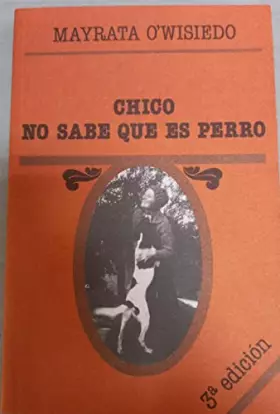 MAYRATA O'WISIEDO
CHICO
NO SABE QUE ES PERRO
3ª edición